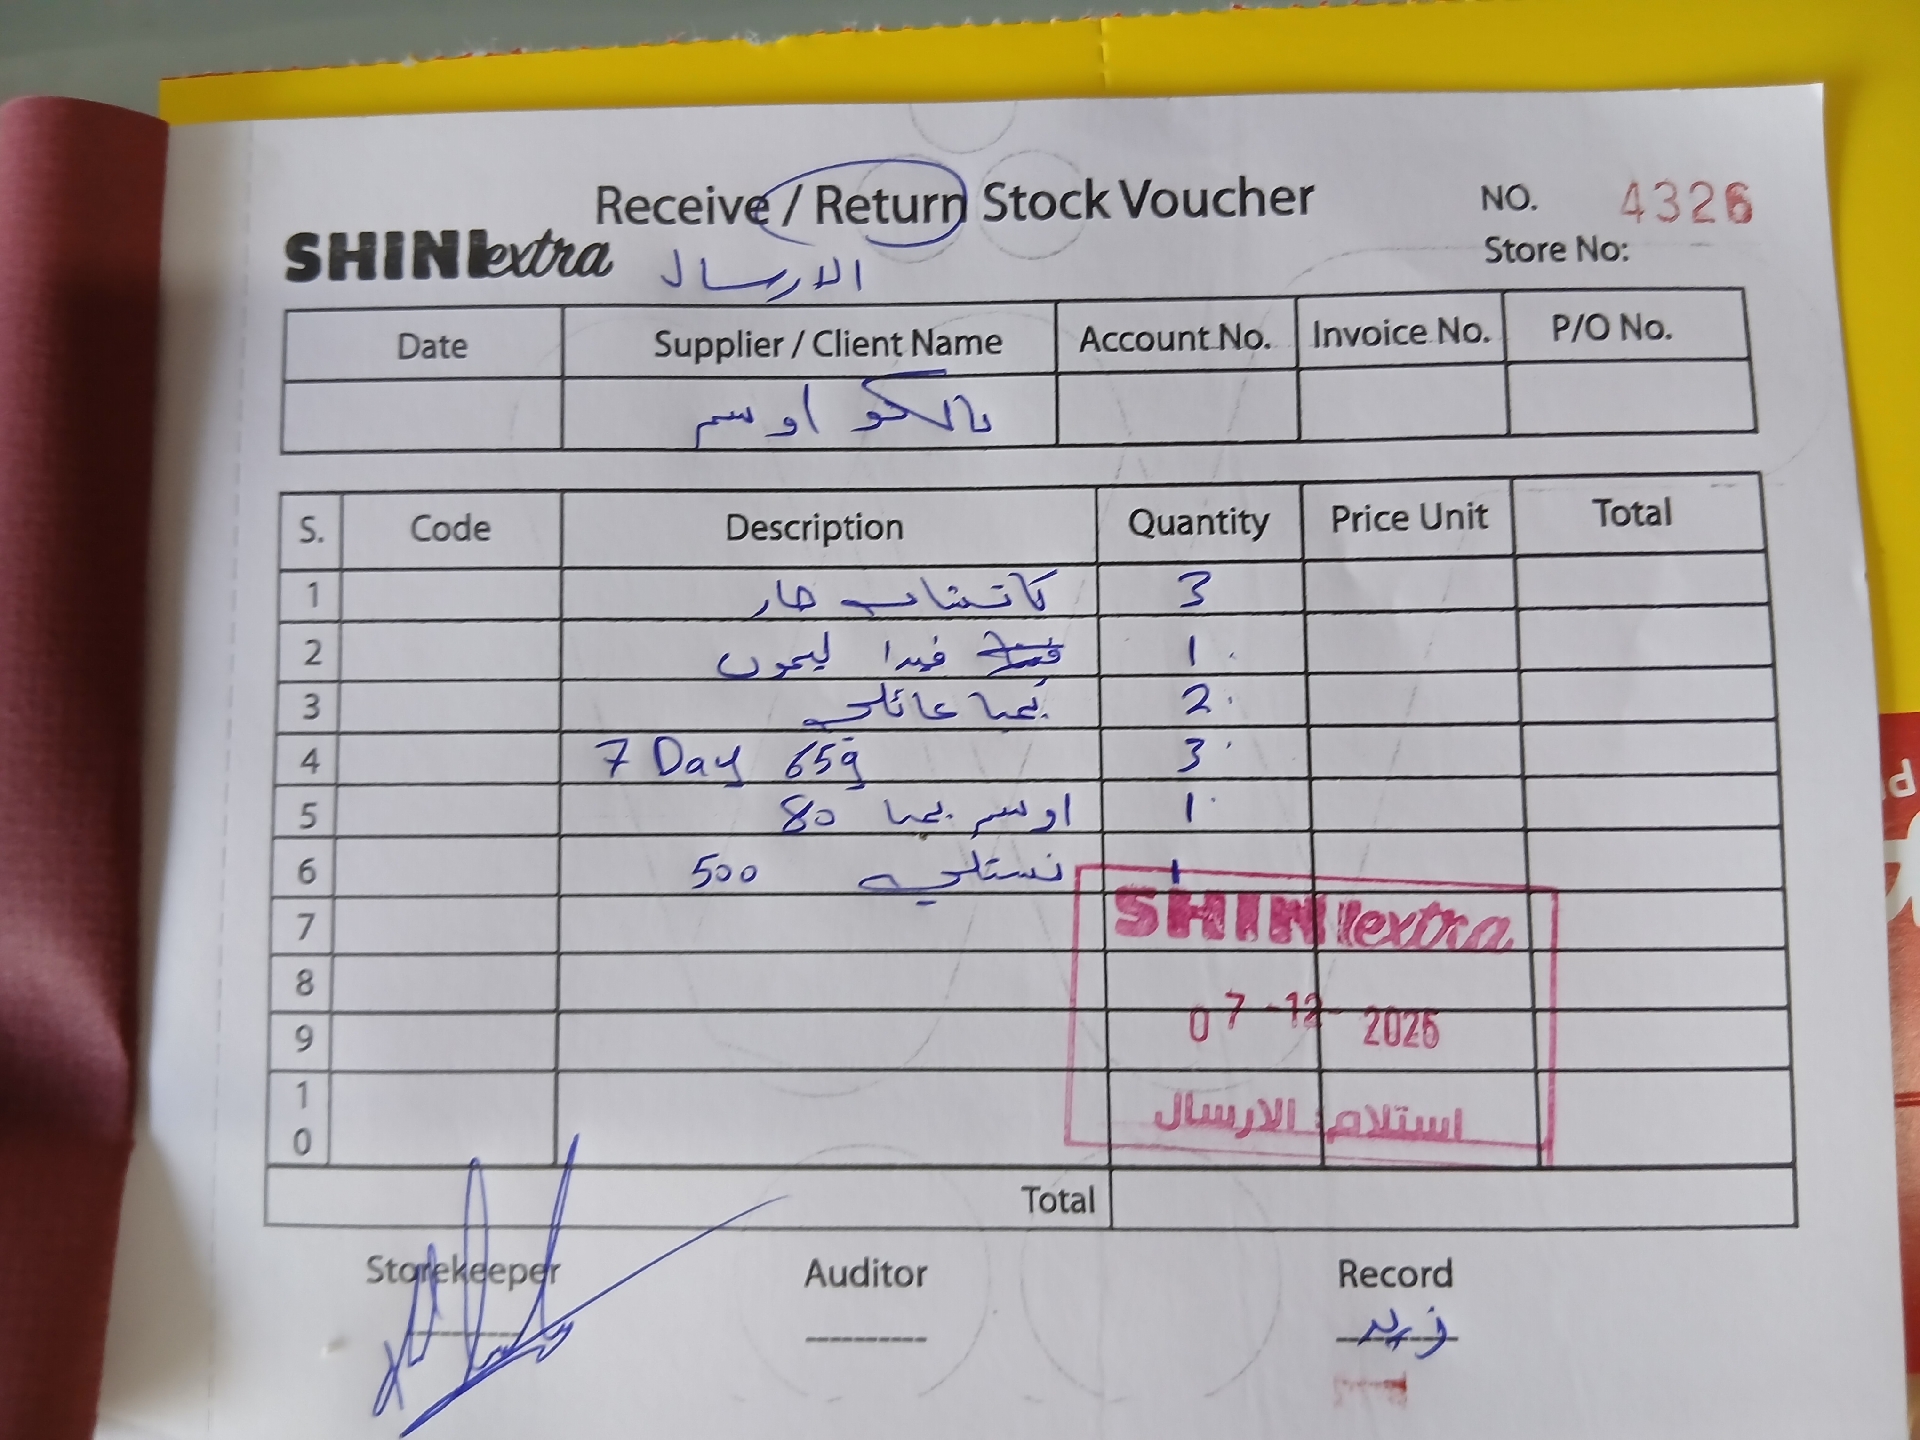 Receive / Return Stock Voucher
NO. 4326
SHINIextra
الارسال
Store No:
Date Supplier / Client Name Account No. Invoice No. P/O No.
بالكو اوسم
S. Code Description Quantity Price Unit Total
1 حار 3
2 فيدا ليمون 1
3 عائلي 2
4 7 Day 65g 3
5 اوسم 80 1
6 نستلي 500 1
7
8
9
10
SHINIextra
07-12-2025
استلام الارسال
Total
Storekeeper Auditor Record